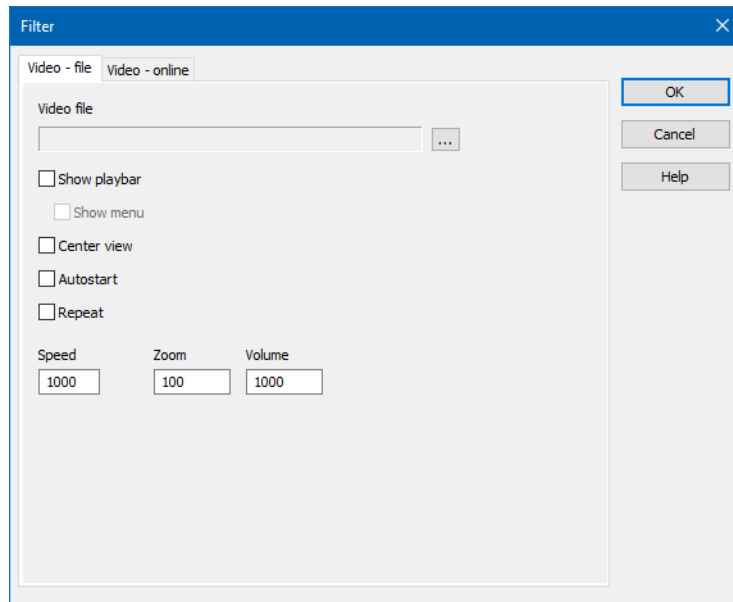 Filter
Video - file Video - online
Video file
...
OK
Cancel
Help
Show playbar
Show menu
Center view
Autostart
Repeat
Speed Zoom Volume
1000 100 1000